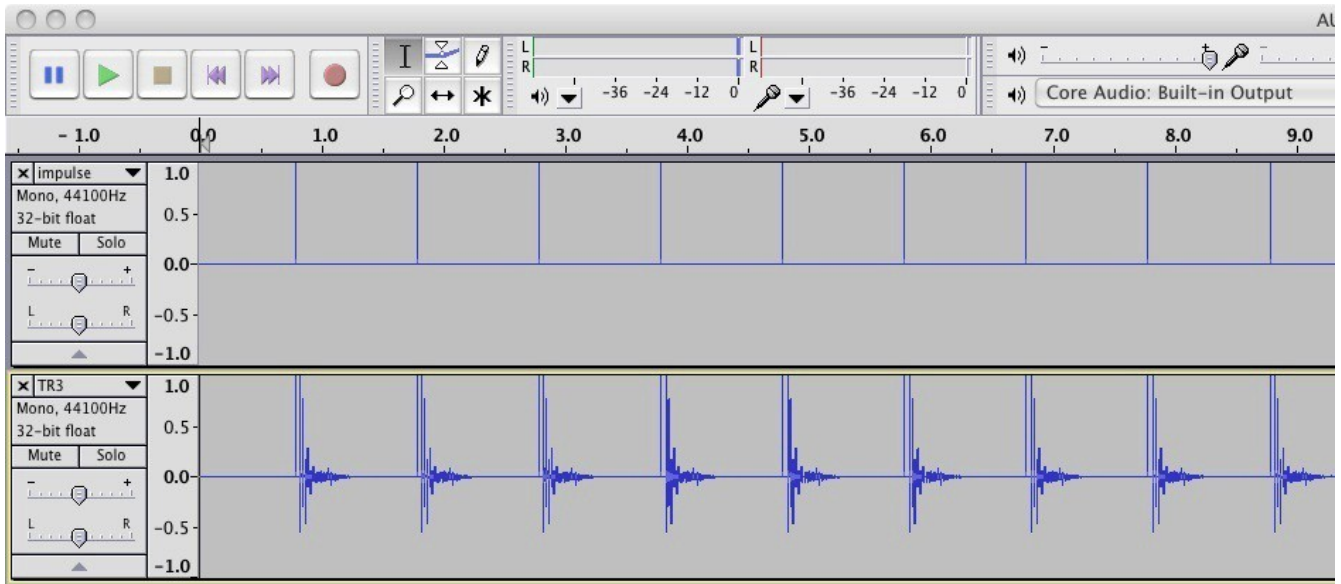 AU
L
R
L
R
-36 -24 -12 0
-36 -24 -12 0
Core Audio: Built-in Output
- 1.0 0.0 1.0 2.0 3.0 4.0 5.0 6.0 7.0 8.0 9.0
impulse
1.0
Mono, 44100Hz
32-bit float
0.5
Mute Solo
0.0
- +
L R
-0.5
-1.0
TR3
1.0
Mono, 44100Hz
32-bit float
0.5
Mute Solo
0.0
- +
L R
-0.5
-1.0